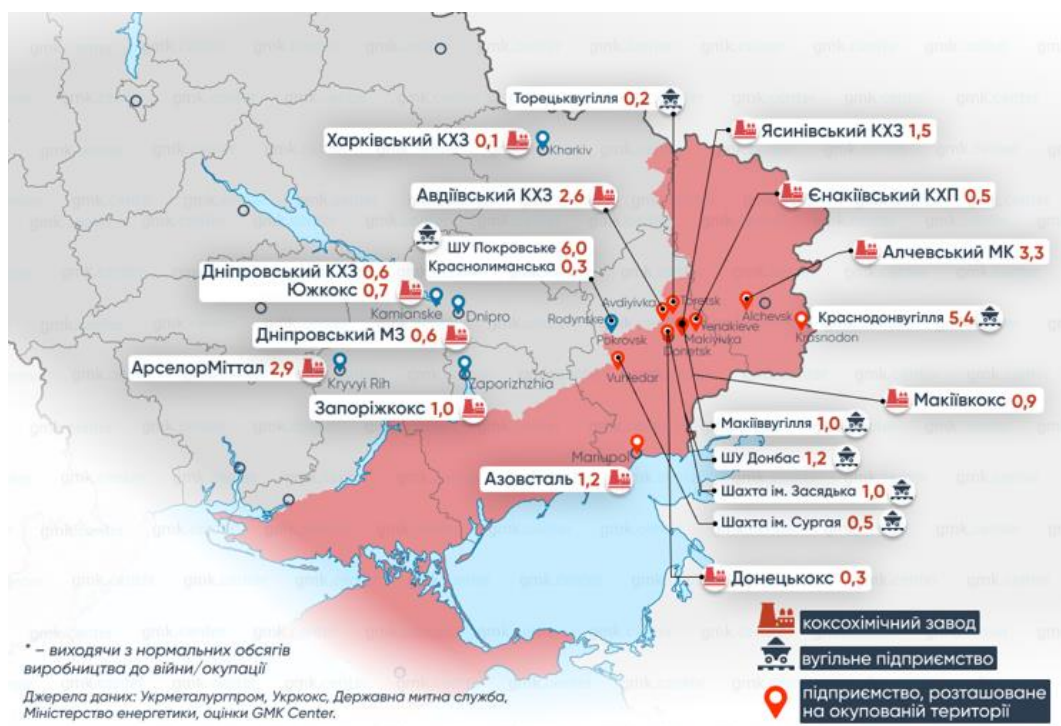 Торецьквугілля 0,2
Харківський КХЗ 0,1
Kharkiv
Ясинівський КХЗ 1,5
Авдіївський КХЗ 2,6
Єнакіївський КХП 0,5
ШУ Покровське 6,0
Краснолиманська 0,3
Алчевський МК 3,3
Дніпровський КХЗ 0,6
Южкокс 0,7
Kamianske
Dnipro
Avdiyivka
Toretsk
Rodynske
Pokrovsk
Yenakieve
Makiyivka
Donetsk
Alchevsk
Краснодонвугілля 5,4
Krasnodon
Дніпровський МЗ 0,6
АрселорМіттал 2,9
Kryvyi Rih
Zaporizhzhia
Vuhledar
Макіївкокс 0,9
Запоріжкокс 1,0
Макіїввугілля 1,0
Mariupol
ШУ Донбас 1,2
Азовсталь 1,2
Шахта ім. Засядька 1,0
Шахта ім. Сургая 0,5
Донецькокс 0,3
коксохімічний завод
вугільне підприємство
підприємство, розташоване
на окупованій території
* – виходячи з нормальних обсягів
виробництва до війни/окупації
Джерела даних: Укрметалургпром, Укркокс, Державна митна служба,
Міністерство енергетики, оцінки GMK Center.
gmk.center